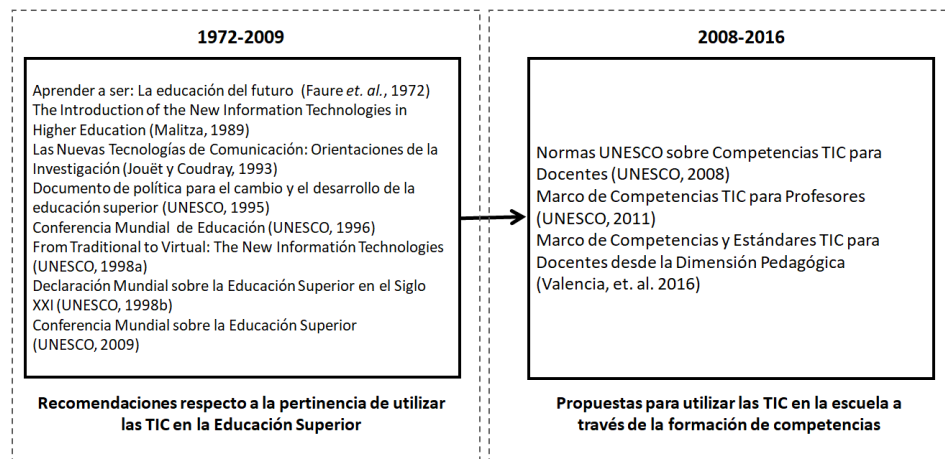 1972-2009
Aprender a ser: La educación del futuro (Faure et. al., 1972)
The Introduction of the New Information Technologies in
Higher Education (Malitza, 1989)
Las Nuevas Tecnologías de Comunicación: Orientaciones de la
Investigación (Jouët y Coudray, 1993)
Documento de política para el cambio y el desarrollo de la
educación superior (UNESCO, 1995)
Conferencia Mundial de Educación (UNESCO, 1996)
From Traditional to Virtual: The New Informatión Technologies
(UNESCO, 1998a)
Declaración Mundial sobre la Educación Superior en el Siglo
XXI (UNESCO, 1998b)
Conferencia Mundial sobre la Educación Superior
(UNESCO, 2009)
Recomendaciones respecto a la pertinencia de utilizar
las TIC en la Educación Superior
2008-2016
Normas UNESCO sobre Competencias TIC para
Docentes (UNESCO, 2008)
Marco de Competencias TIC para Profesores
(UNESCO, 2011)
Marco de Competencias y Estándares TIC para
Docentes desde la Dimensión Pedagógica
(Valencia, et. al. 2016)
Propuestas para utilizar las TIC en la escuela a
través de la formación de competencias